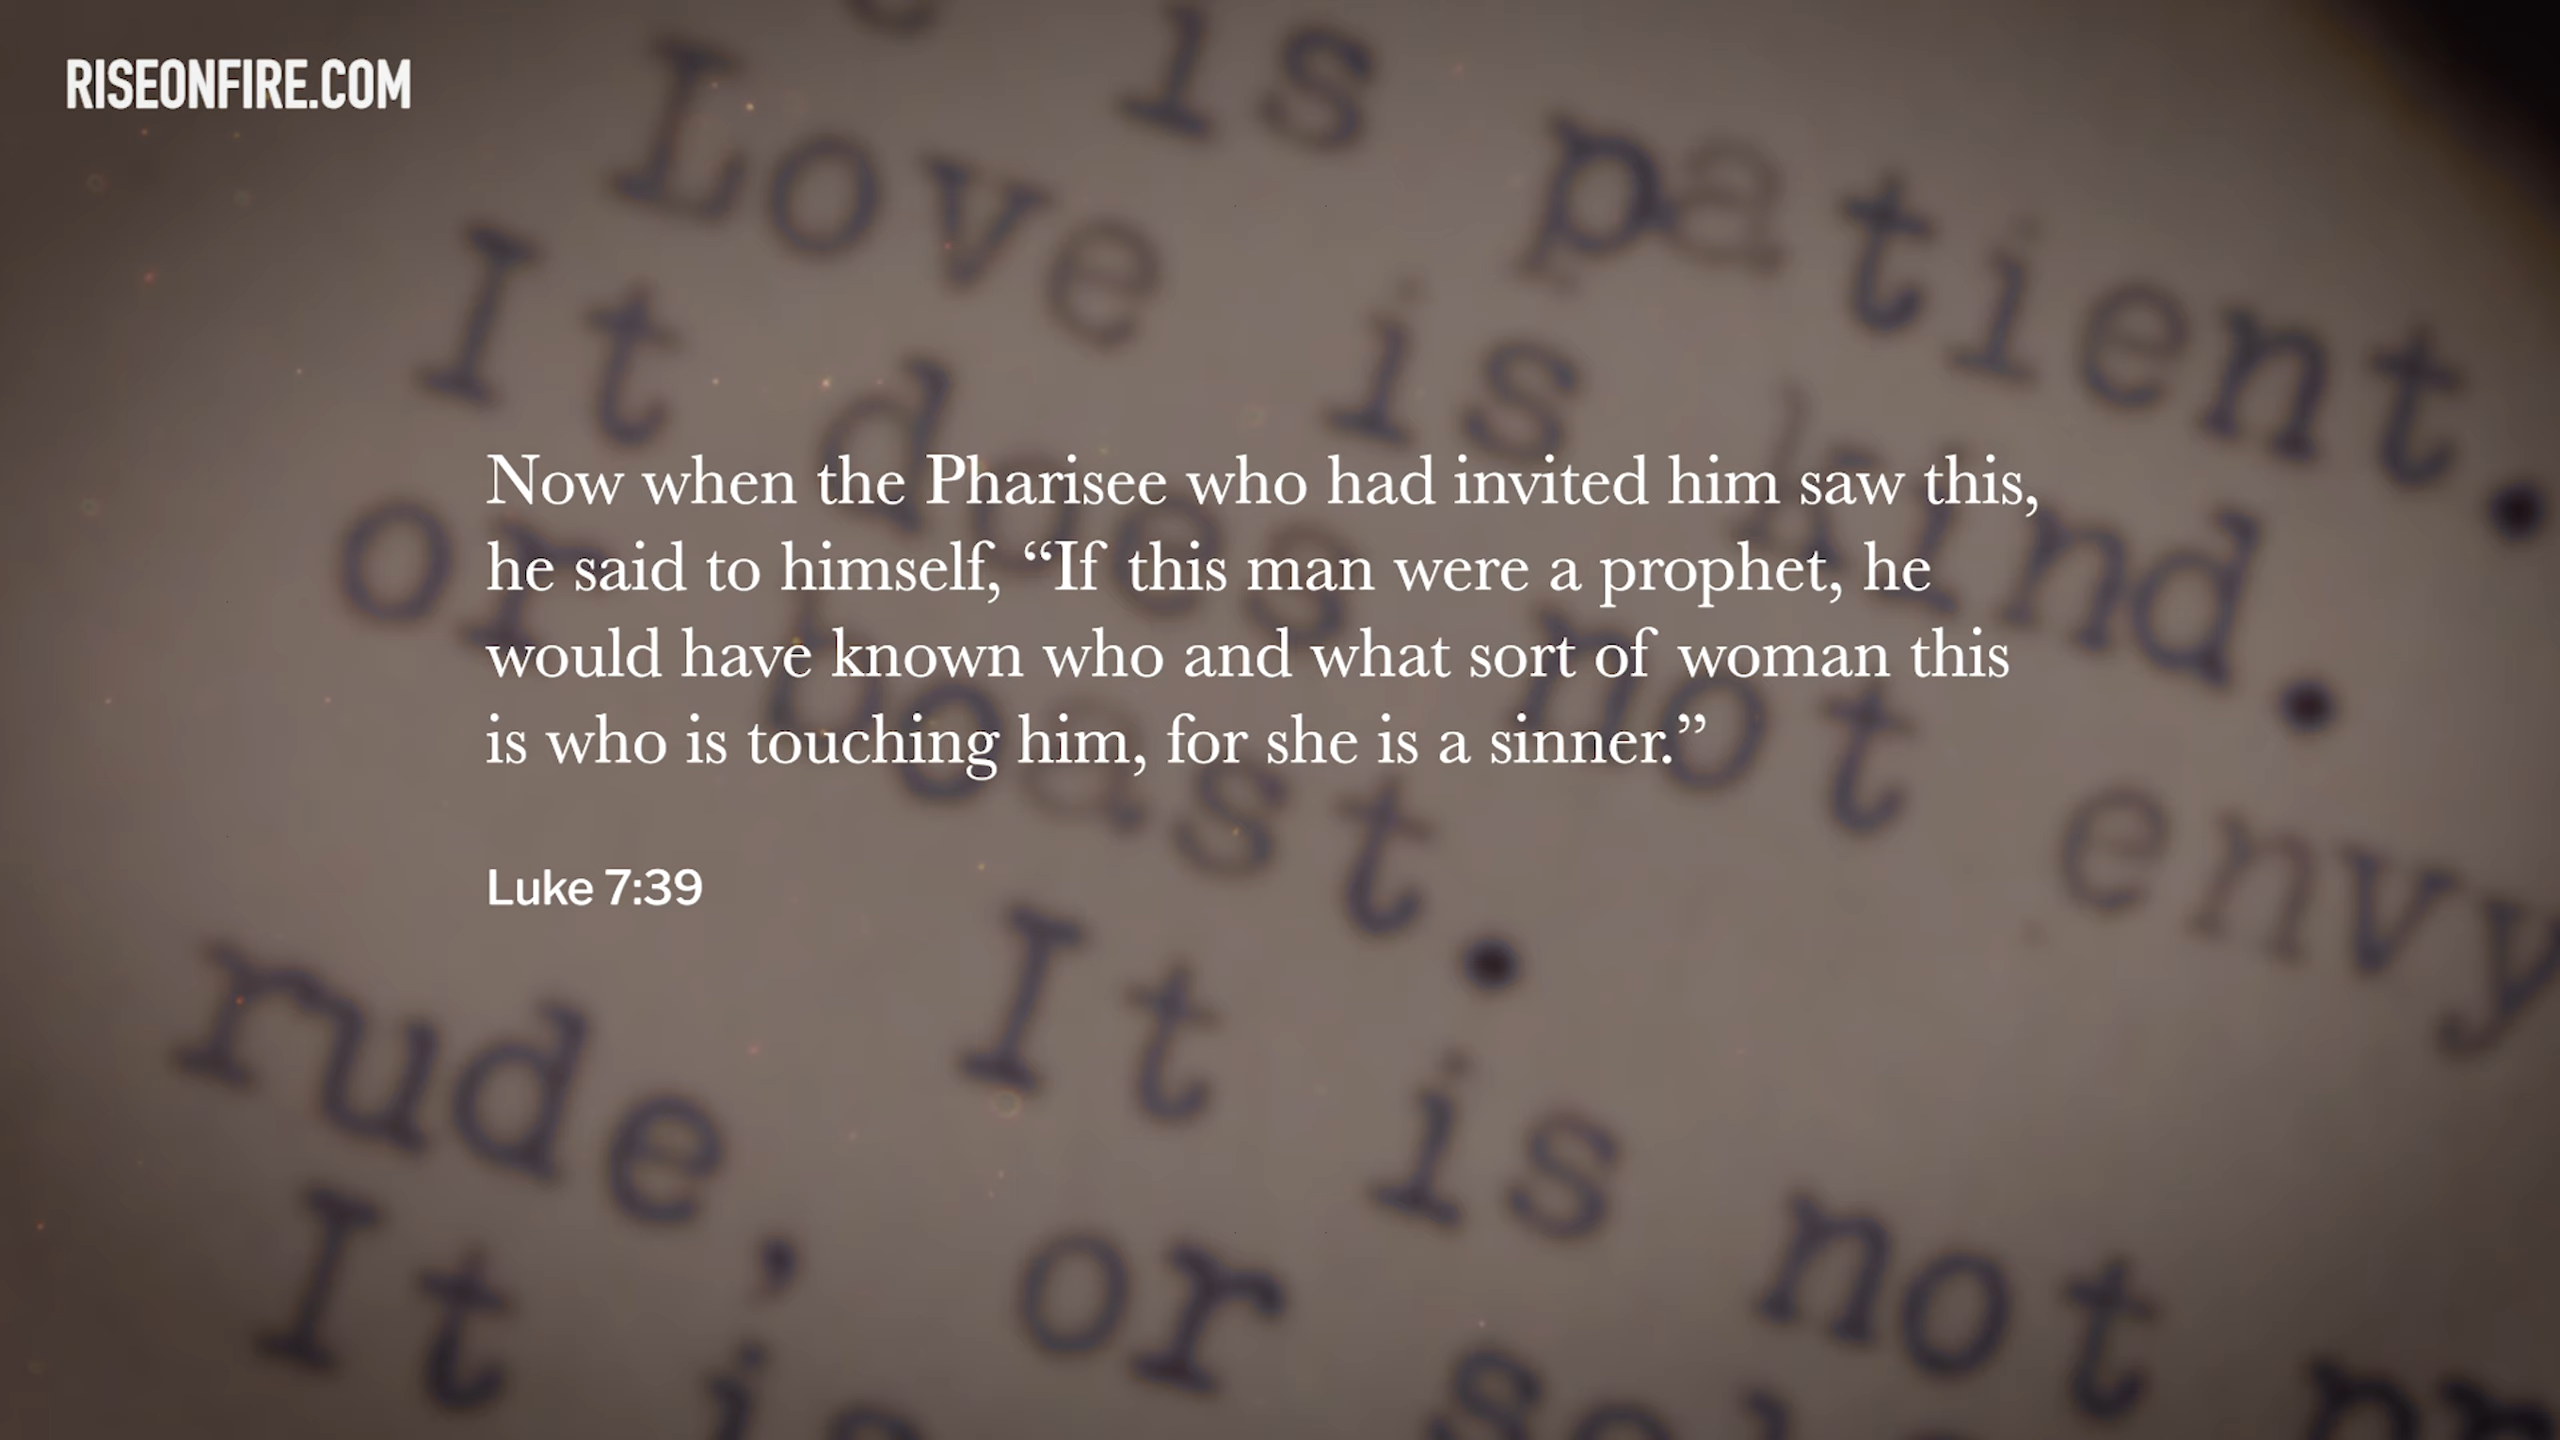 RISEONFIRE.COM
is patient.
Love is kind.
It does not envy
or boast.
It is not
rude, or
It is
Now when the Pharisee who had invited him saw this,
he said to himself, “If this man were a prophet, he
would have known who and what sort of woman this
is who is touching him, for she is a sinner.”
Luke 7:39